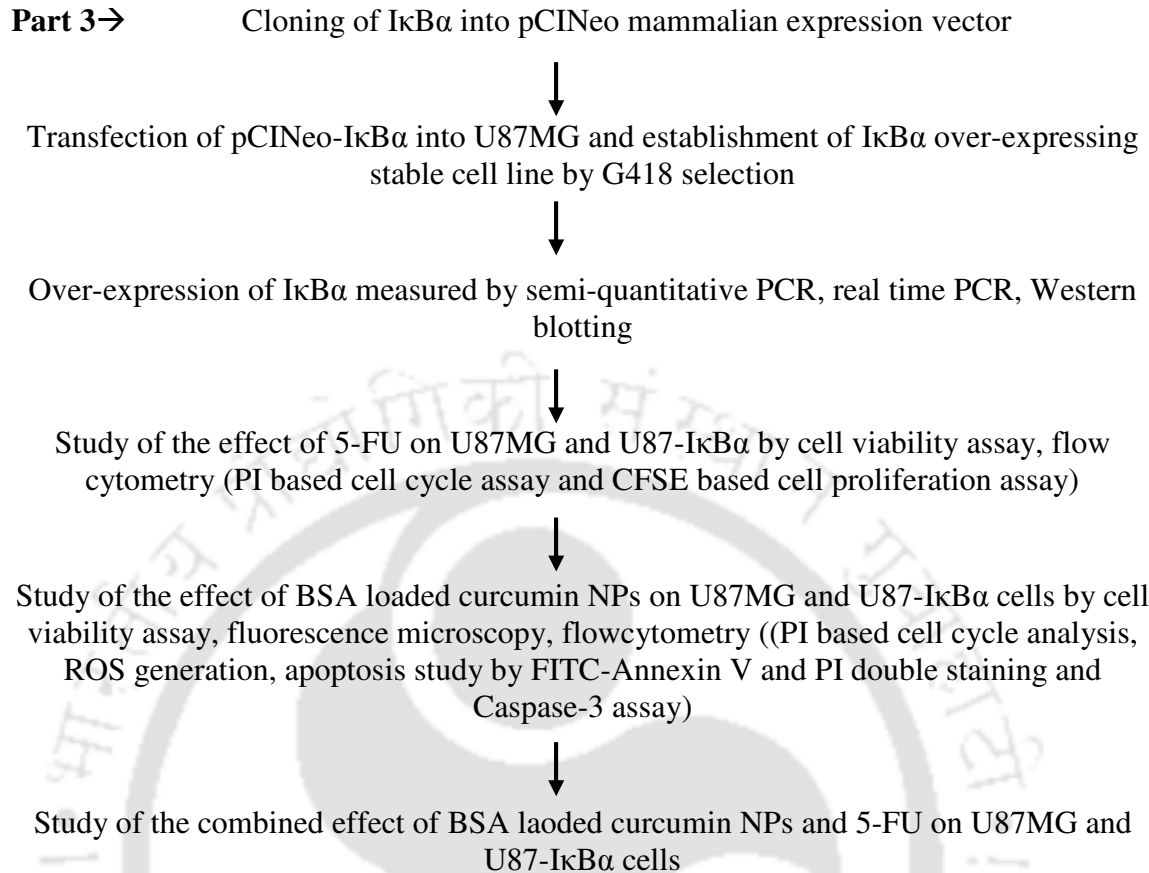 Part 3→ Cloning of IκBα into pCINeo mammalian expression vector
Transfection of pCINeo-IκBα into U87MG and establishment of IκBα over-expressing
stable cell line by G418 selection
Over-expression of IκBα measured by semi-quantitative PCR, real time PCR, Western
blotting
Study of the effect of 5-FU on U87MG and U87-IκBα by cell viability assay, flow
cytometry (PI based cell cycle assay and CFSE based cell proliferation assay)
Study of the effect of BSA loaded curcumin NPs on U87MG and U87-IκBα cells by cell
viability assay, fluorescence microscopy, flowcytometry ((PI based cell cycle analysis,
ROS generation, apoptosis study by FITC-Annexin V and PI double staining and
Caspase-3 assay)
Study of the combined effect of BSA laoded curcumin NPs and 5-FU on U87MG and
U87-IκBα cells